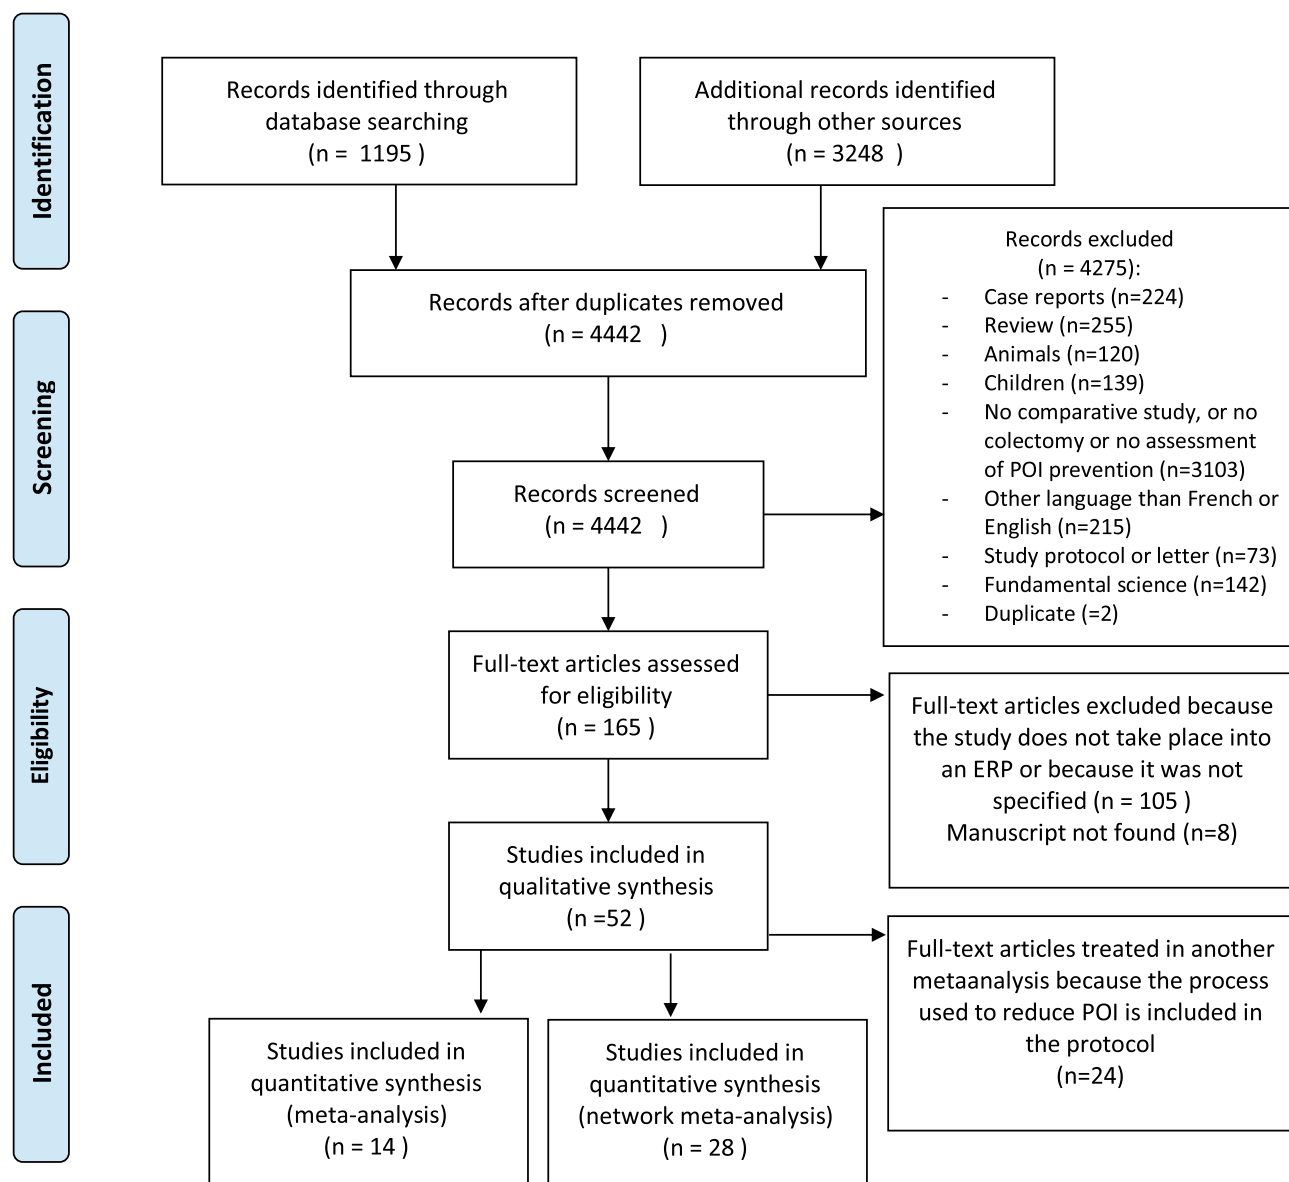 Identification
Records identified through
database searching
(n =  1195 )
Additional records identified
through other sources
(n = 3248  )
Records after duplicates removed
(n = 4442   )
Screening
Records screened
(n = 4442   )
Records excluded
(n = 4275):
- Case reports (n=224)
- Review (n=255)
- Animals (n=120)
- Children (n=139)
- No comparative study, or no
colectomy or no assessment
of POI prevention (n=3103)
- Other language than French or
English (n=215)
- Study protocol or letter (n=73)
- Fundamental science (n=142)
- Duplicate (=2)
Eligibility
Full-text articles assessed
for eligibility
(n = 165 )
Full-text articles excluded because
the study does not take place into
an ERP or because it was not
specified (n = 105 )
Manuscript not found (n=8)
Studies included in
qualitative synthesis
(n =52 )
Full-text articles treated in another
metaanalysis because the process
used to reduce POI is included in
the protocol
(n=24)
Included
Studies included in
quantitative synthesis
(meta-analysis)
(n = 14 )
Studies included in
quantitative synthesis
(network meta-analysis)
(n = 28 )